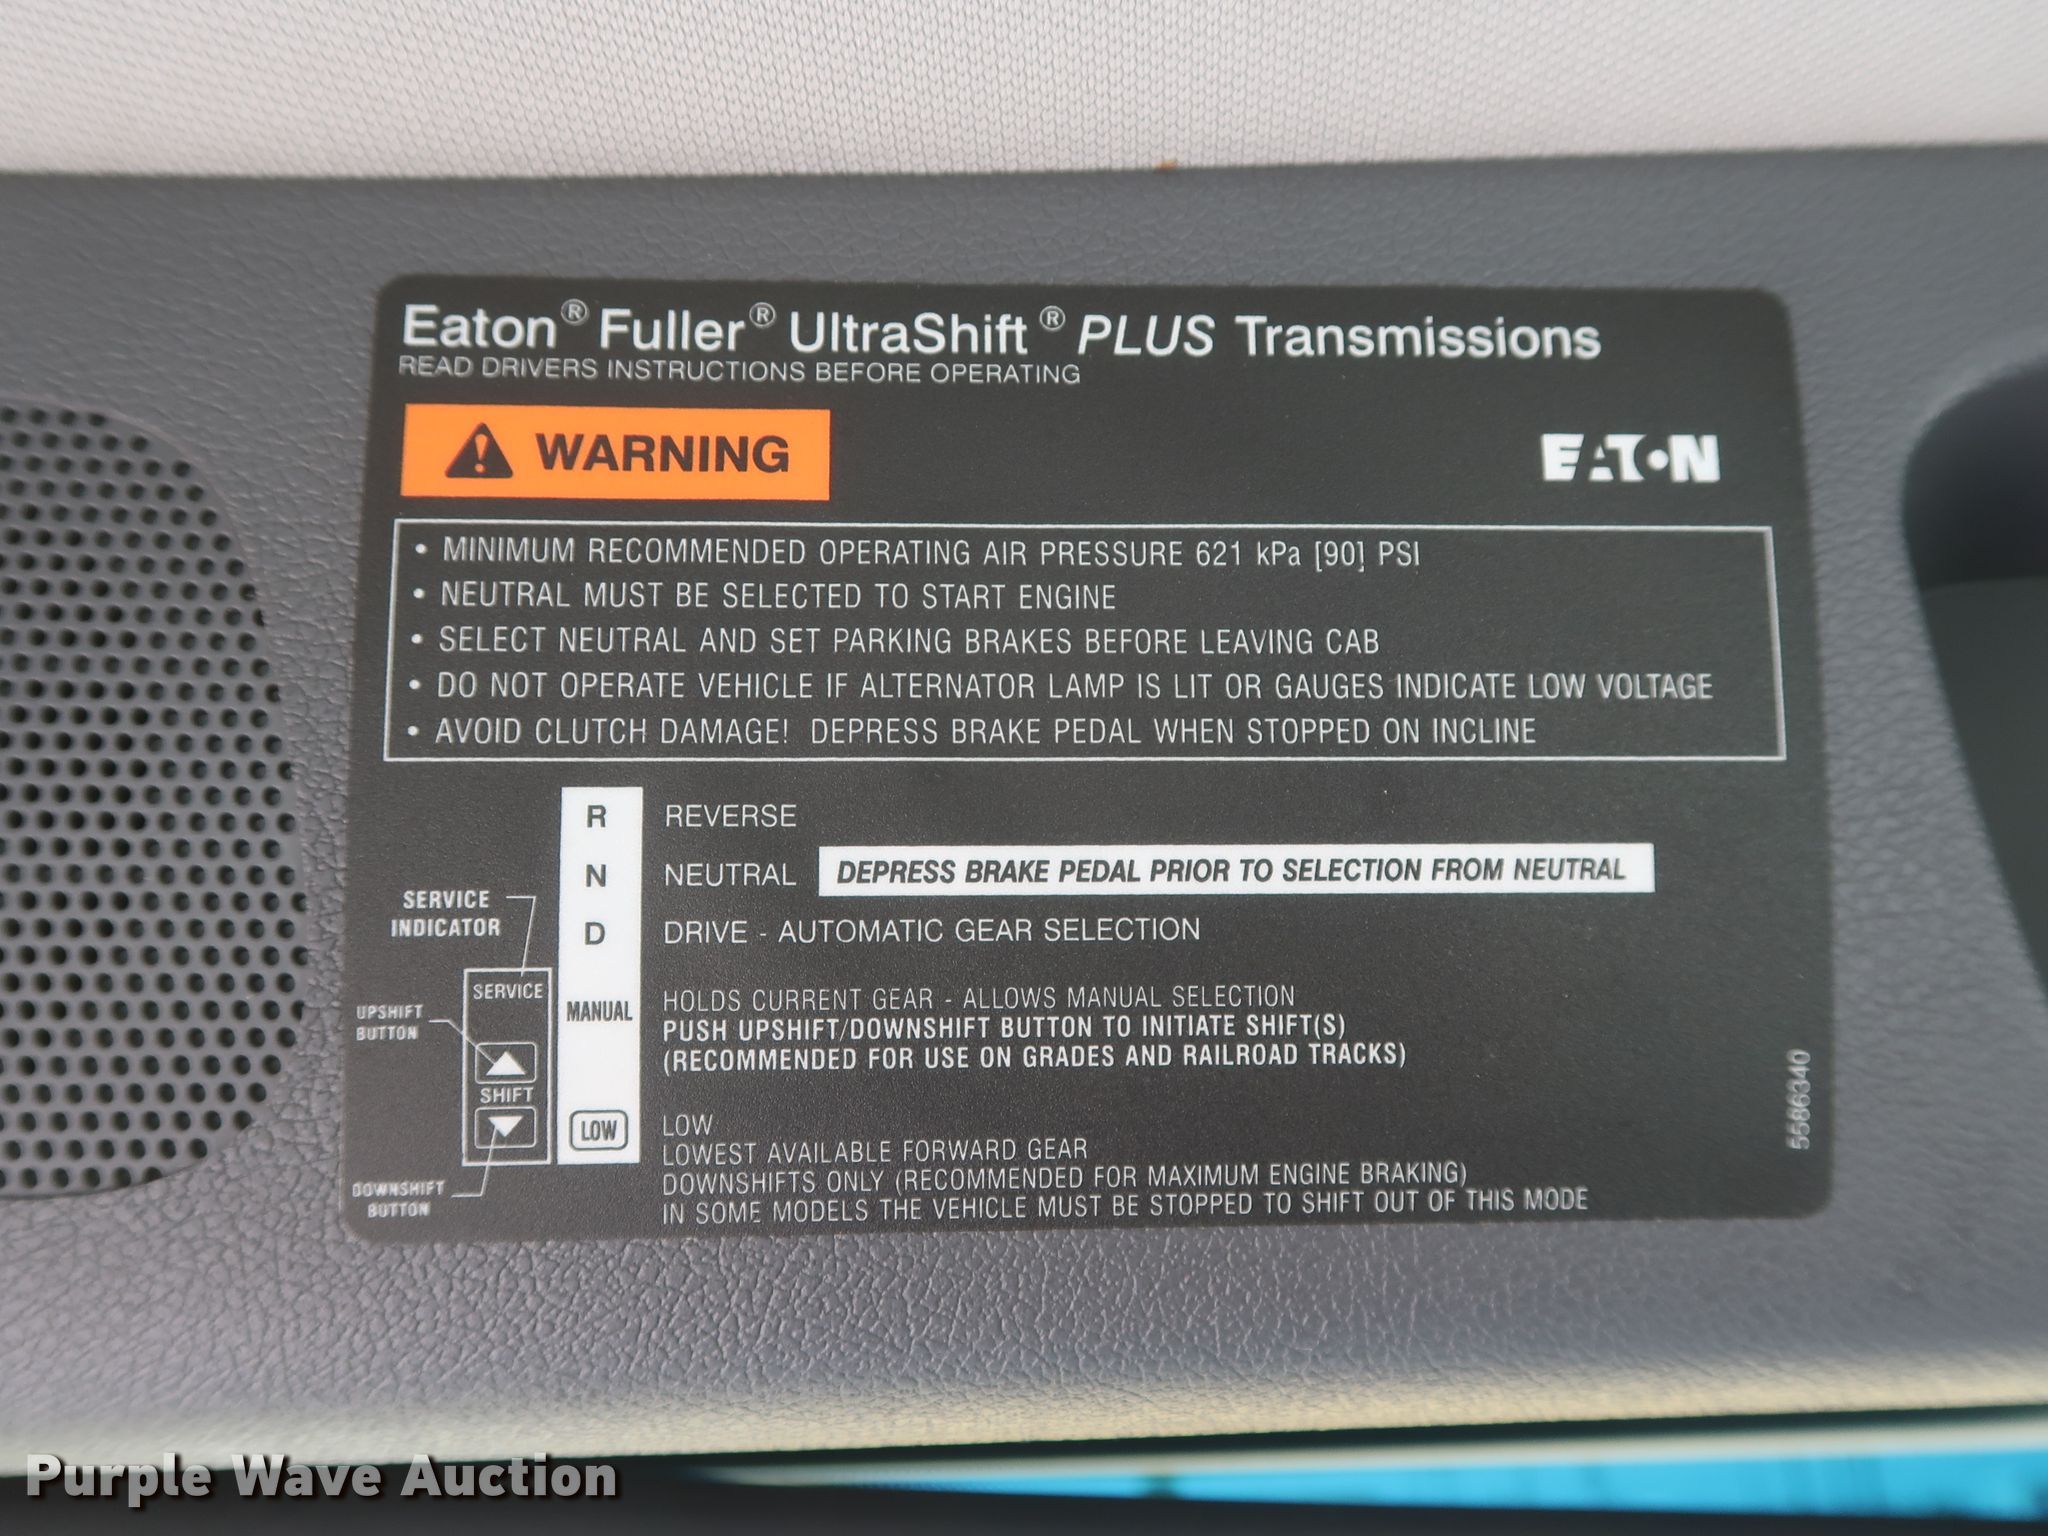 Eaton® Fuller® UltraShift® PLUS Transmissions
READ DRIVERS INSTRUCTIONS BEFORE OPERATING
WARNING
EATON
• MINIMUM RECOMMENDED OPERATING AIR PRESSURE 621 kPa [90] PSI
• NEUTRAL MUST BE SELECTED TO START ENGINE
• SELECT NEUTRAL AND SET PARKING BRAKES BEFORE LEAVING CAB
• DO NOT OPERATE VEHICLE IF ALTERNATOR LAMP IS LIT OR GAUGES INDICATE LOW VOLTAGE
• AVOID CLUTCH DAMAGE! DEPRESS BRAKE PEDAL WHEN STOPPED ON INCLINE
R REVERSE
N NEUTRAL DEPRESS BRAKE PEDAL PRIOR TO SELECTION FROM NEUTRAL
D DRIVE - AUTOMATIC GEAR SELECTION
SERVICE
INDICATOR
SERVICE
UPSHIFT
BUTTON
SHIFT
DOWNSHIFT
BUTTON
MANUAL HOLDS CURRENT GEAR - ALLOWS MANUAL SELECTION
PUSH UPSHIFT/DOWNSHIFT BUTTON TO INITIATE SHIFT(S)
(RECOMMENDED FOR USE ON GRADES AND RAILROAD TRACKS)
LOW LOW
LOWEST AVAILABLE FORWARD GEAR
DOWNSHIFTS ONLY (RECOMMENDED FOR MAXIMUM ENGINE BRAKING)
IN SOME MODELS THE VEHICLE MUST BE STOPPED TO SHIFT OUT OF THIS MODE
5586340
Purple Wave Auction